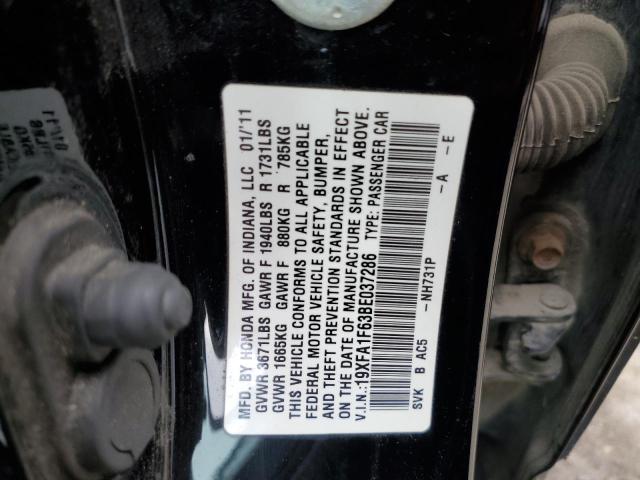 MFD. BY HONDA MFG. OF INDIANA, LLC 01/'11
GVWR 3671LBS GAWR F 1940LBS R 1731LBS
GVWR 1665KG GAWR F 880KG R 785KG
THIS VEHICLE CONFORMS TO ALL APPLICABLE
FEDERAL MOTOR VEHICLE SAFETY, BUMPER,
AND THEFT PREVENTION STANDARDS IN EFFECT
ON THE DATE OF MANUFACTURE SHOWN ABOVE.
V.I.N.:19XFA1F63BE037286 TYPE: PASSENGER CAR
SVK B AC5 -NH731P -A -E